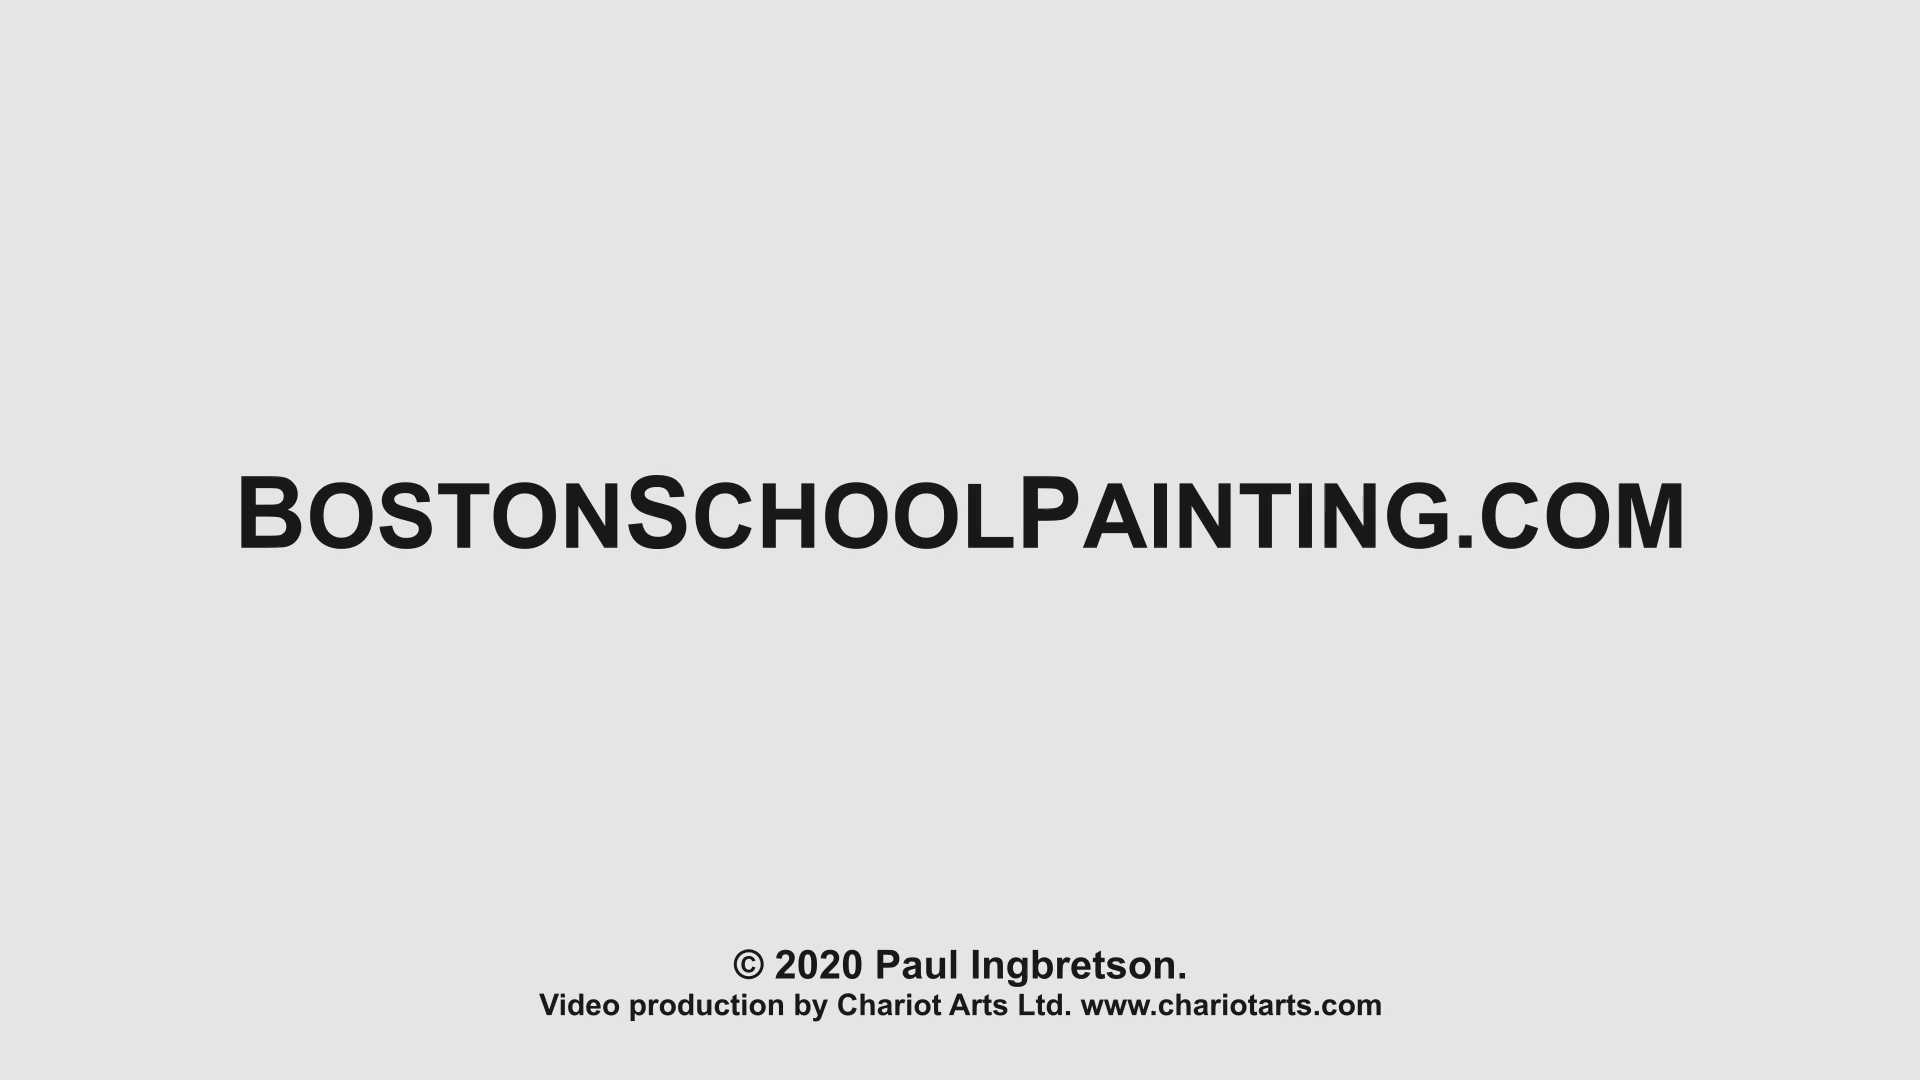 BOSTONSCHOOLPAINTING.COM
© 2020 Paul Ingbretson.
Video production by Chariot Arts Ltd. www.chariotarts.com